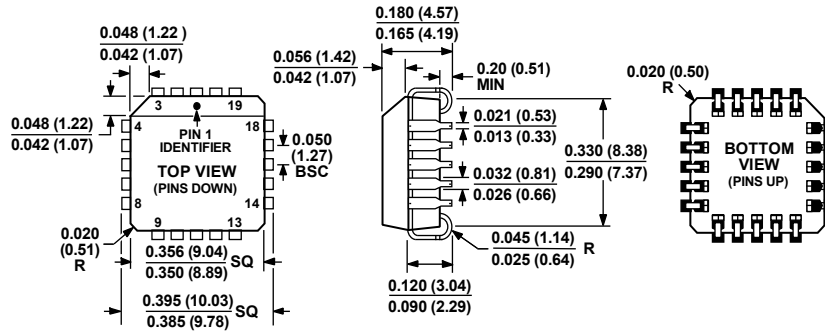 0.048 (1.22)
0.042 (1.07)
0.048 (1.22)
0.042 (1.07)
3
19
4
18
PIN 1
IDENTIFIER
TOP VIEW
(PINS DOWN)
8
14
9
13
0.050
(1.27)
BSC
0.020
(0.51)
R
0.356 (9.04)
0.350 (8.89)
SQ
0.395 (10.03)
0.385 (9.78)
SQ
0.180 (4.57)
0.165 (4.19)
0.056 (1.42)
0.042 (1.07)
0.20 (0.51)
MIN
0.021 (0.53)
0.013 (0.33)
0.032 (0.81)
0.026 (0.66)
0.330 (8.38)
0.290 (7.37)
0.045 (1.14)
0.025 (0.64)
R
0.120 (3.04)
0.090 (2.29)
0.020 (0.50)
R
BOTTOM
VIEW
(PINS UP)